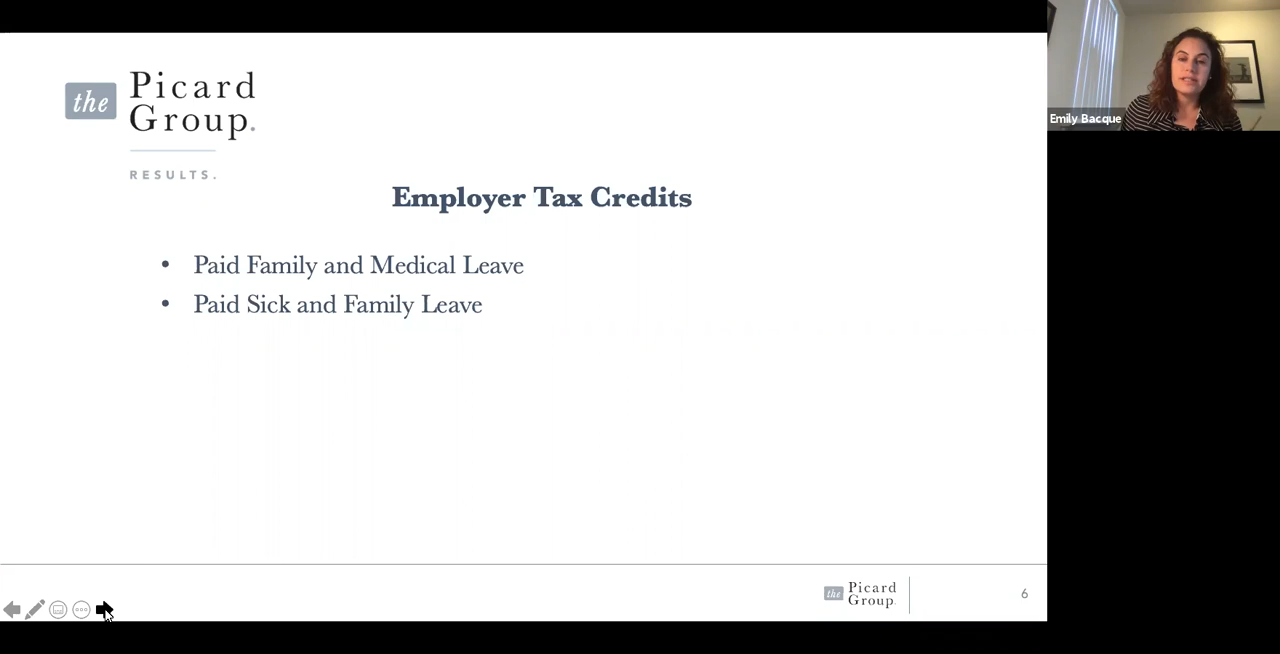 the Picard
Group.
RESULTS.
Employer Tax Credits
• Paid Family and Medical Leave
• Paid Sick and Family Leave
the Picard
Group.
6
Emily Bacque